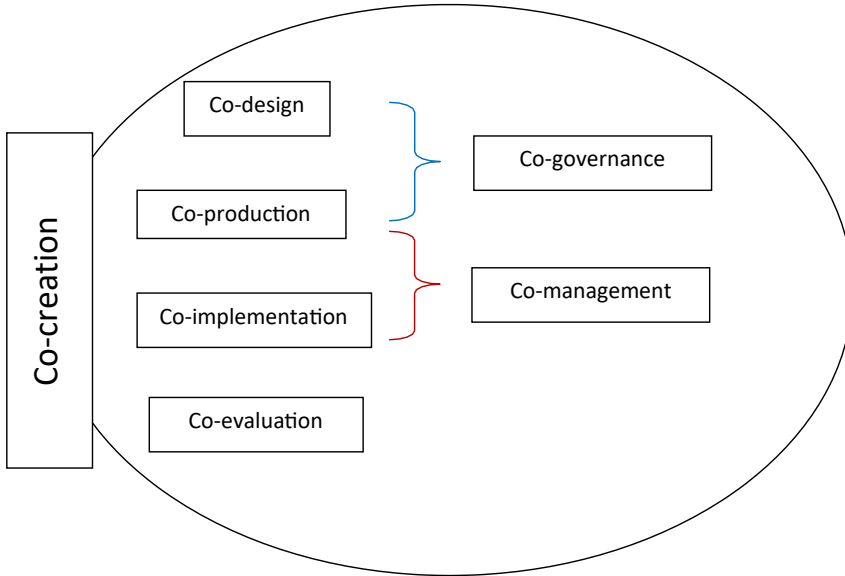 Co-creation
Co-design
Co-production
Co-implementation
Co-evaluation
Co-governance
Co-management